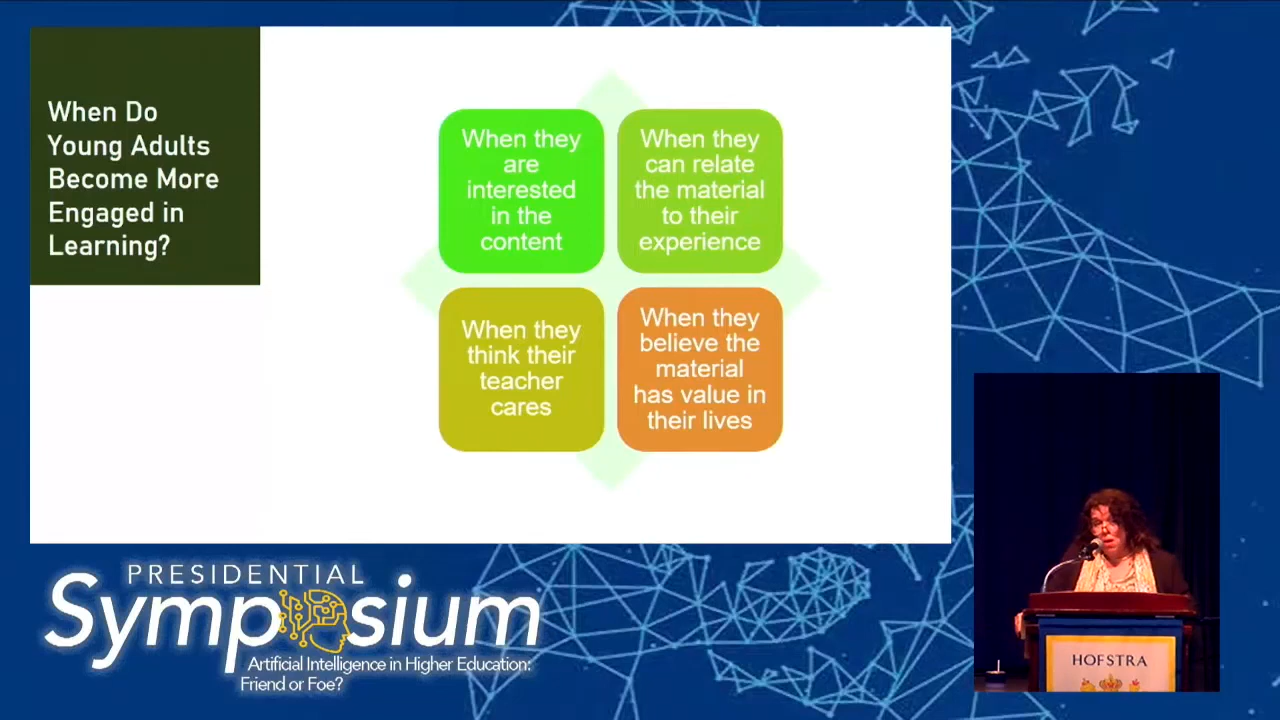 When Do
Young Adults
Become More
Engaged in
Learning?
When they
are
interested
in the
content
When they
can relate
the material
to their
experience
When they
think their
teacher
cares
When they
believe the
material
has value in
their lives
PRESIDENTIAL
Symposium
Artificial Intelligence in Higher Education:
Friend or Foe?
HOFSTRA